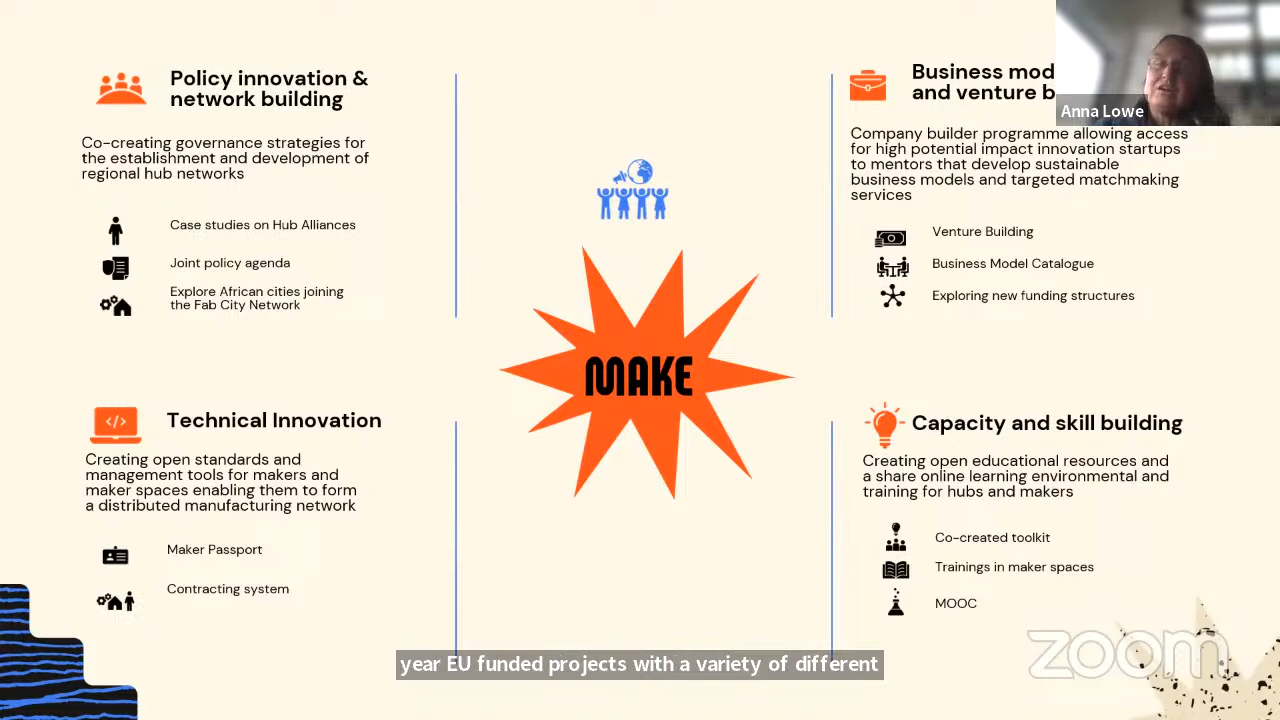 Policy innovation &
network building
Co-creating governance strategies for
the establishment and development of
regional hub networks
Case studies on Hub Alliances
Joint policy agenda
Explore African cities joining
the Fab City Network
Business mod
and venture b
Anna Lowe
Company builder programme allowing access
for high potential impact innovation startups
to mentors that develop sustainable
business models and targeted matchmaking
services
Venture Building
Business Model Catalogue
Exploring new funding structures
MAKE
Technical Innovation
Creating open standards and
management tools for makers and
maker spaces enabling them to form
a distributed manufacturing network
Maker Passport
Contracting system
Capacity and skill building
Creating open educational resources and
a share online learning environmental and
training for hubs and makers
Co-created toolkit
Trainings in maker spaces
MOOC
year EU funded projects with a variety of different
zoom